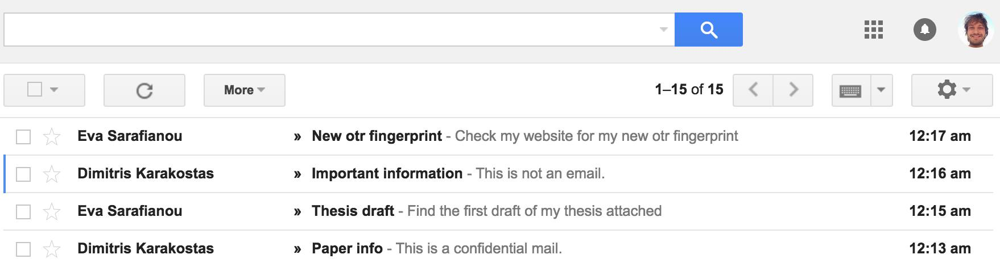 More 1–15 of 15
Eva Sarafianou » New otr fingerprint - Check my website for my new otr fingerprint 12:17 am
Dimitris Karakostas » Important information - This is not an email. 12:16 am
Eva Sarafianou » Thesis draft - Find the first draft of my thesis attached 12:15 am
Dimitris Karakostas » Paper info - This is a confidential mail. 12:13 am